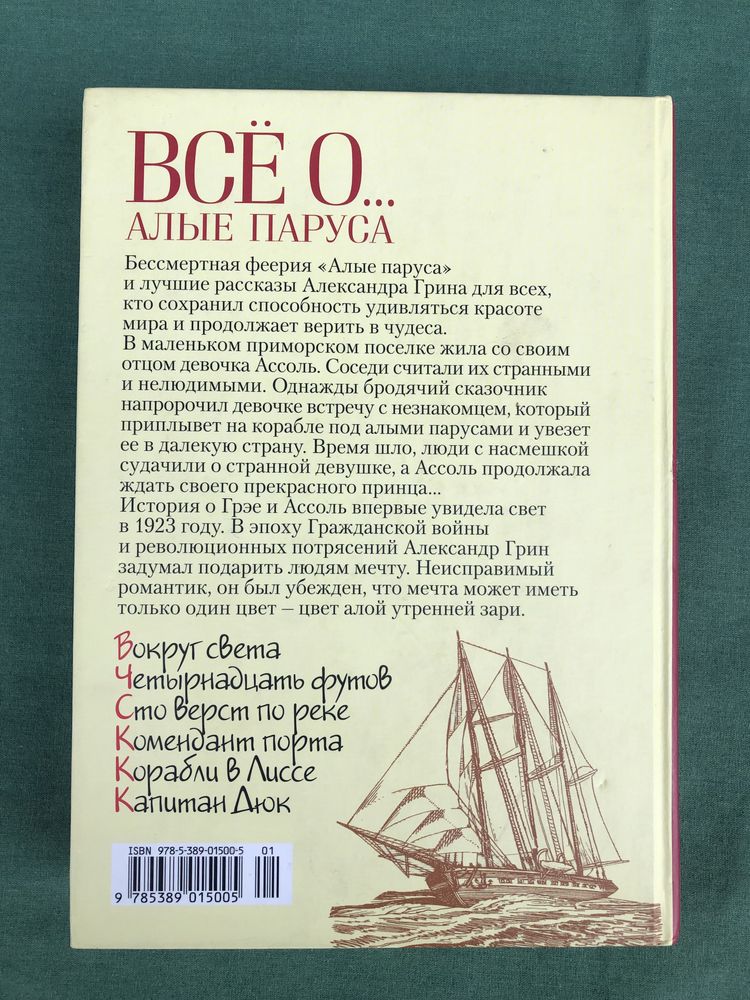 ВСЁ О...
АЛЫЕ ПАРУСА
Бессмертная феерия «Алые паруса»
и лучшие рассказы Александра Грина для всех,
кто сохранил способность удивляться красоте
мира и продолжает верить в чудеса.
В маленьком приморском поселке жила со своим
отцом девочка Ассоль. Соседи считали их странными
и нелюдимыми. Однажды бродячий сказочник
напророчил девочке встречу с незнакомцем, который
приплывет на корабле под алыми парусами и увезет
ее в далекую страну. Время шло, люди с насмешкой
судачили о странной девушке, а Ассоль продолжала
ждать своего прекрасного принца...
История о Грэе и Ассоль впервые увидела свет
в 1923 году. В эпоху Гражданской войны
и революционных потрясений Александр Грин
задумал подарить людям мечту. Неисправимый
романтик, он был убежден, что мечта может иметь
только один цвет – цвет алой утренней зари.
Вокруг света
Четырнадцать футов
Сто верст по реке
Комендант порта
Корабли в Лиссе
Капитан Дюк
ISBN 978-5-389-01500-5 01
9 785389 015005